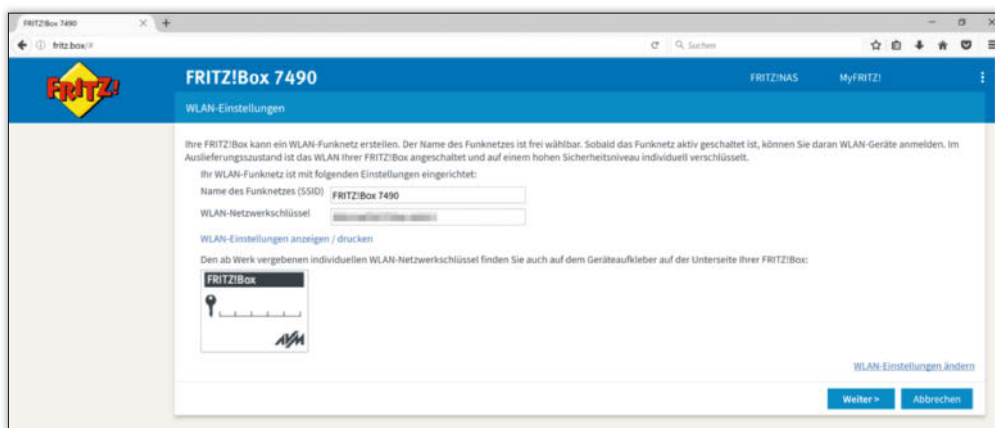 FRITZ!Box 7490
fritz.box/#
Suchen
FRITZ!
FRITZ!Box 7490
FRITZ!NAS
MyFRITZ!
WLAN-Einstellungen
Ihre FRITZ!Box kann ein WLAN-Funknetz erstellen. Der Name des Funknetzes ist frei wählbar. Sobald das Funknetz aktiv geschaltet ist, können Sie daran WLAN-Geräte anmelden. Im
Auslieferungszustand ist das WLAN Ihrer FRITZ!Box angeschaltet und auf einem hohen Sicherheitsniveau individuell verschlüsselt.
Ihr WLAN-Funknetz ist mit folgenden Einstellungen eingerichtet:
Name des Funknetzes (SSID) FRITZ!Box 7490
WLAN-Netzwerkschlüssel
WLAN-Einstellungen anzeigen / drucken
Den ab Werk vergebenen individuellen WLAN-Netzwerkschlüssel finden Sie auch auf dem Geräteaufkleber auf der Unterseite Ihrer FRITZ!Box:
FRITZ!Box
AVM
WLAN-Einstellungen ändern
Weiter >
Abbrechen